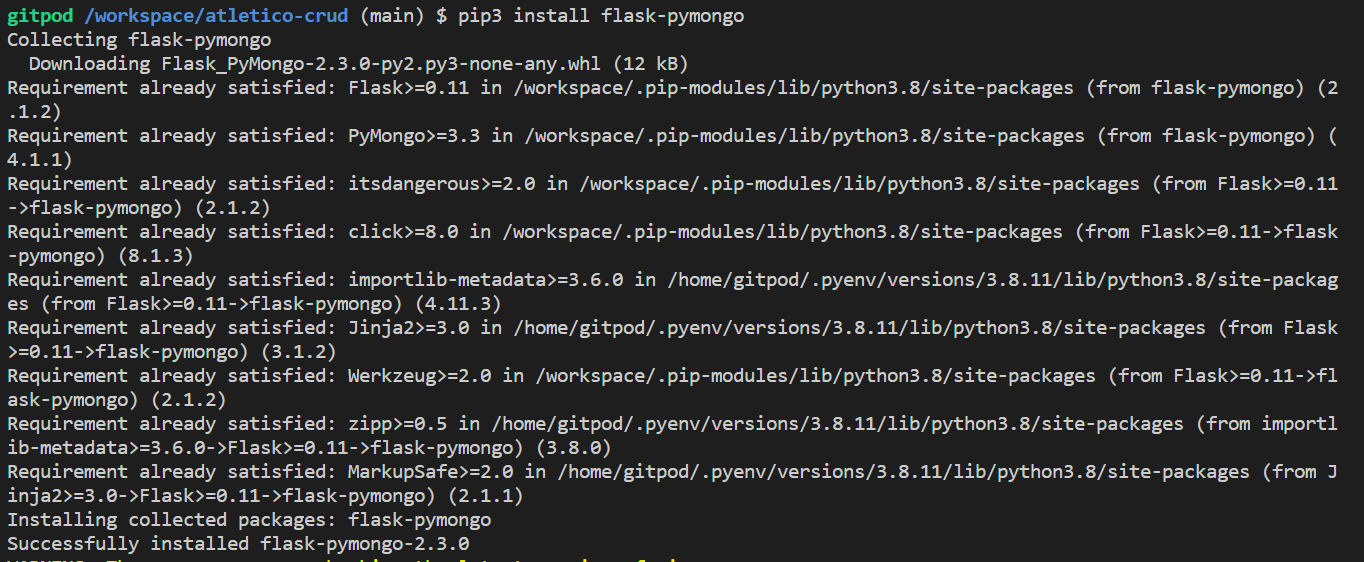 gitpod /workspace/atletico-crud (main) $ pip3 install flask-pymongo
Collecting flask-pymongo
  Downloading Flask_PyMongo-2.3.0-py2.py3-none-any.whl (12 kB)
Requirement already satisfied: Flask>=0.11 in /workspace/.pip-modules/lib/python3.8/site-packages (from flask-pymongo) (2
.1.2)
Requirement already satisfied: PyMongo>=3.3 in /workspace/.pip-modules/lib/python3.8/site-packages (from flask-pymongo) (
4.1.1)
Requirement already satisfied: itsdangerous>=2.0 in /workspace/.pip-modules/lib/python3.8/site-packages (from Flask>=0.11
->flask-pymongo) (2.1.2)
Requirement already satisfied: click>=8.0 in /workspace/.pip-modules/lib/python3.8/site-packages (from Flask>=0.11->flask
-pymongo) (8.1.3)
Requirement already satisfied: importlib-metadata>=3.6.0 in /home/gitpod/.pyenv/versions/3.8.11/lib/python3.8/site-packag
es (from Flask>=0.11->flask-pymongo) (4.11.3)
Requirement already satisfied: Jinja2>=3.0 in /home/gitpod/.pyenv/versions/3.8.11/lib/python3.8/site-packages (from Flask
>=0.11->flask-pymongo) (3.1.2)
Requirement already satisfied: Werkzeug>=2.0 in /workspace/.pip-modules/lib/python3.8/site-packages (from Flask>=0.11->fl
ask-pymongo) (2.1.2)
Requirement already satisfied: zipp>=0.5 in /home/gitpod/.pyenv/versions/3.8.11/lib/python3.8/site-packages (from importl
ib-metadata>=3.6.0->Flask>=0.11->flask-pymongo) (3.8.0)
Requirement already satisfied: MarkupSafe>=2.0 in /home/gitpod/.pyenv/versions/3.8.11/lib/python3.8/site-packages (from J
inja2>=3.0->Flask>=0.11->flask-pymongo) (2.1.1)
Installing collected packages: flask-pymongo
Successfully installed flask-pymongo-2.3.0